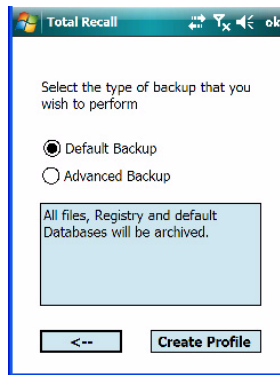 Total Recall ok
Select the type of backup that you
wish to perform
Default Backup
Advanced Backup
All files, Registry and default
Databases will be archived.
<-- Create Profile